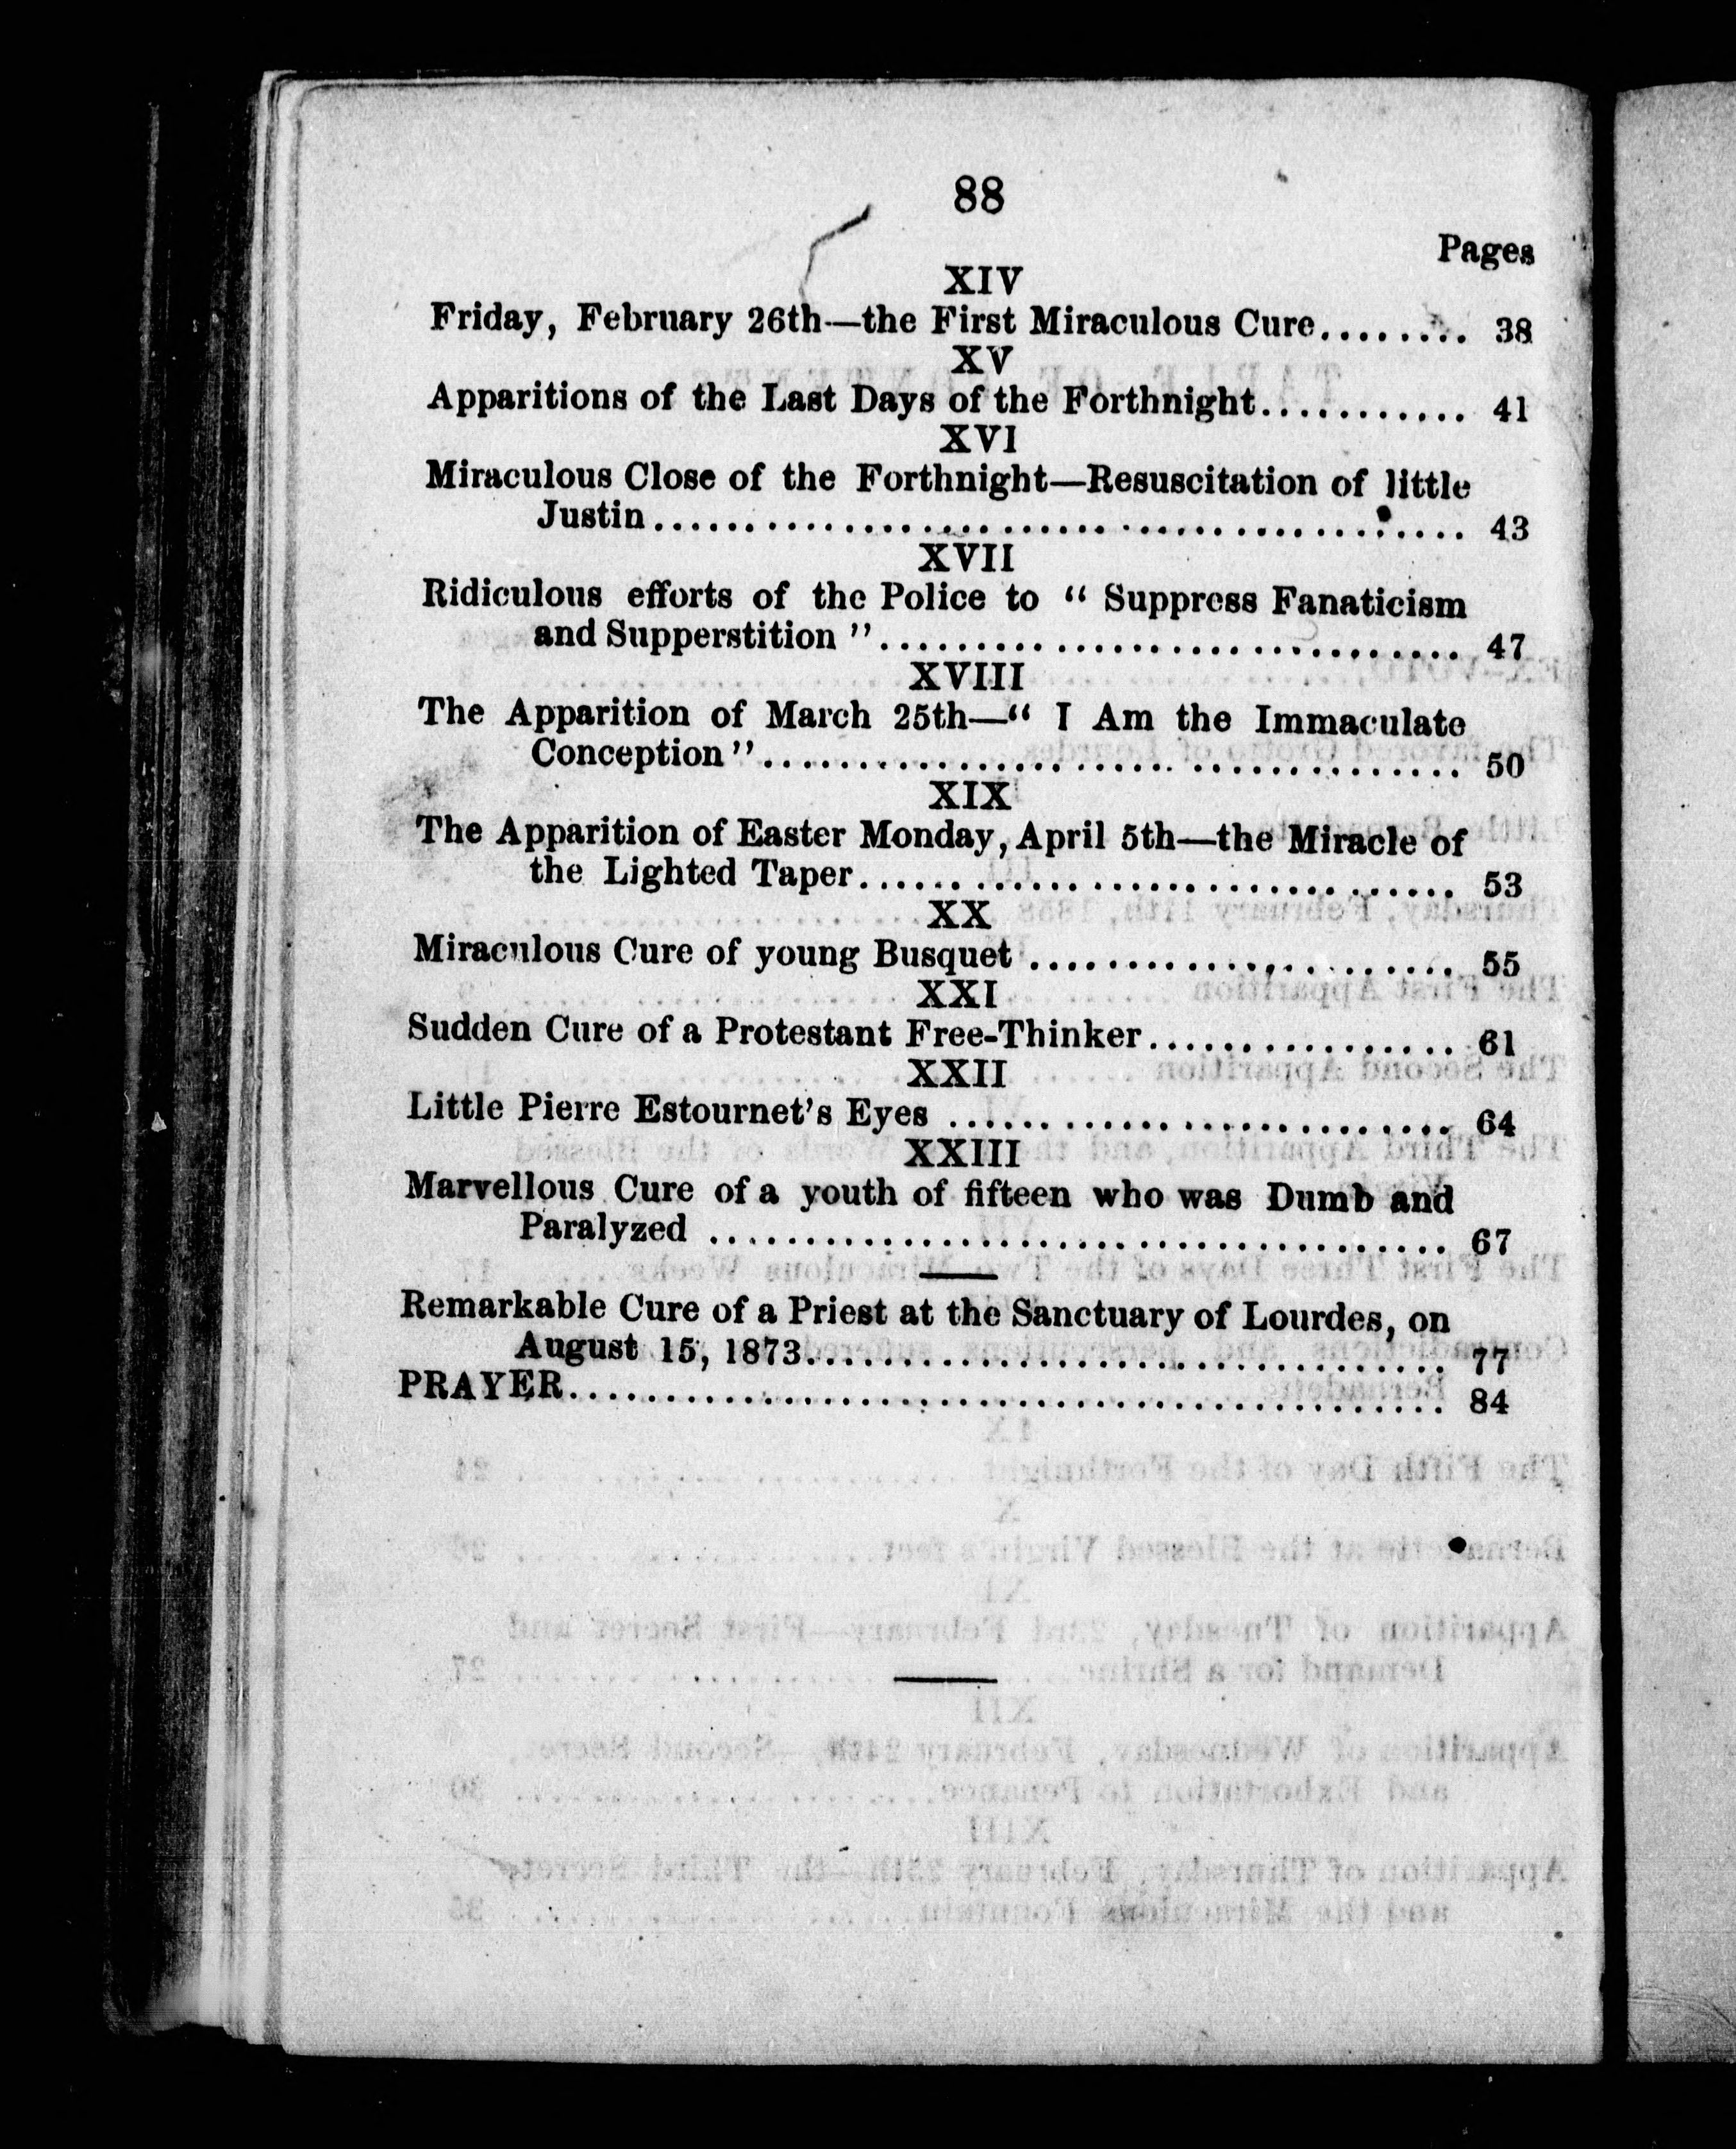 88
Pages
XIV
Friday, February 26th—the First Miraculous Cure........ 38
XV
Apparitions of the Last Days of the Forthnight........... 41
XVI
Miraculous Close of the Forthnight—Resuscitation of little
Justin.......................................... 43
XVII
Ridiculous efforts of the Police to “ Suppress Fanaticism
and Supperstition ”.............................. 47
XVIII
The Apparition of March 25th—“ I Am the Immaculate
Conception ”.................................... 50
XIX
The Apparition of Easter Monday, April 5th—the Miracle of
the Lighted Taper............................... 53
XX
Miraculous Cure of young Busquet ...................... 55
XXI
Sudden Cure of a Protestant Free-Thinker................ 61
XXII
Little Pierre Estournet’s Eyes .......................... 64
XXIII
Marvellous Cure of a youth of fifteen who was Dumb and
Paralyzed ...................................... 67
Remarkable Cure of a Priest at the Sanctuary of Lourdes, on
August 15, 1873................................. 77
PRAYER.............................................. 84